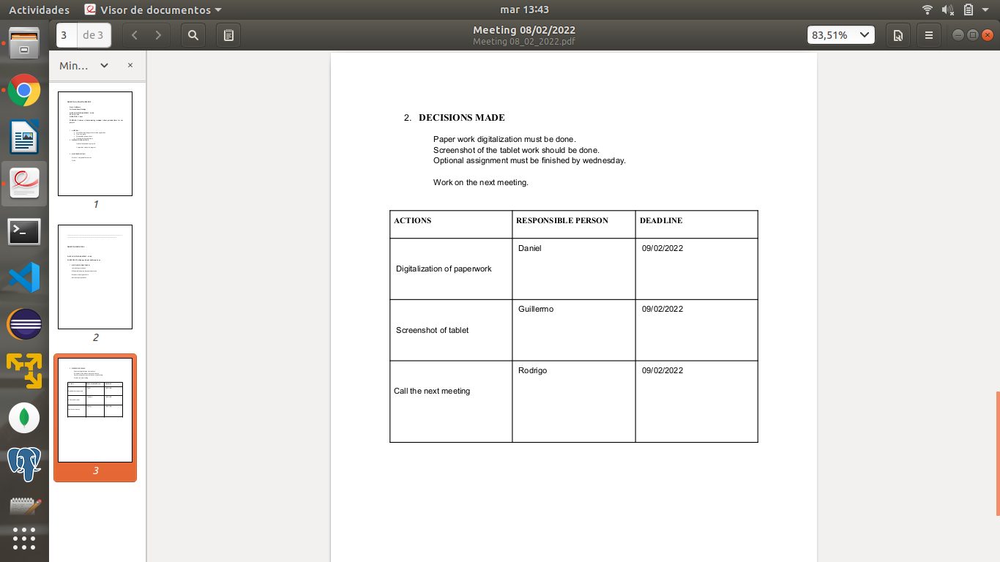 Actividades
Visor de documentos
mar 13:43
3 de 3
Meeting 08/02/2022
Meeting 08_02_2022.pdf
83,51%
Min...
1
2
3
2. DECISIONS MADE
Paper work digitalization must be done.
Screenshot of the tablet work should be done.
Optional assignment must be finished by wednesday.
Work on the next meeting.
ACTIONS RESPONSIBLE PERSON DEADLINE
Daniel 09/02/2022
Digitalization of paperwork
Guillermo 09/02/2022
Screenshot of tablet
Rodrigo 09/02/2022
Call the next meeting